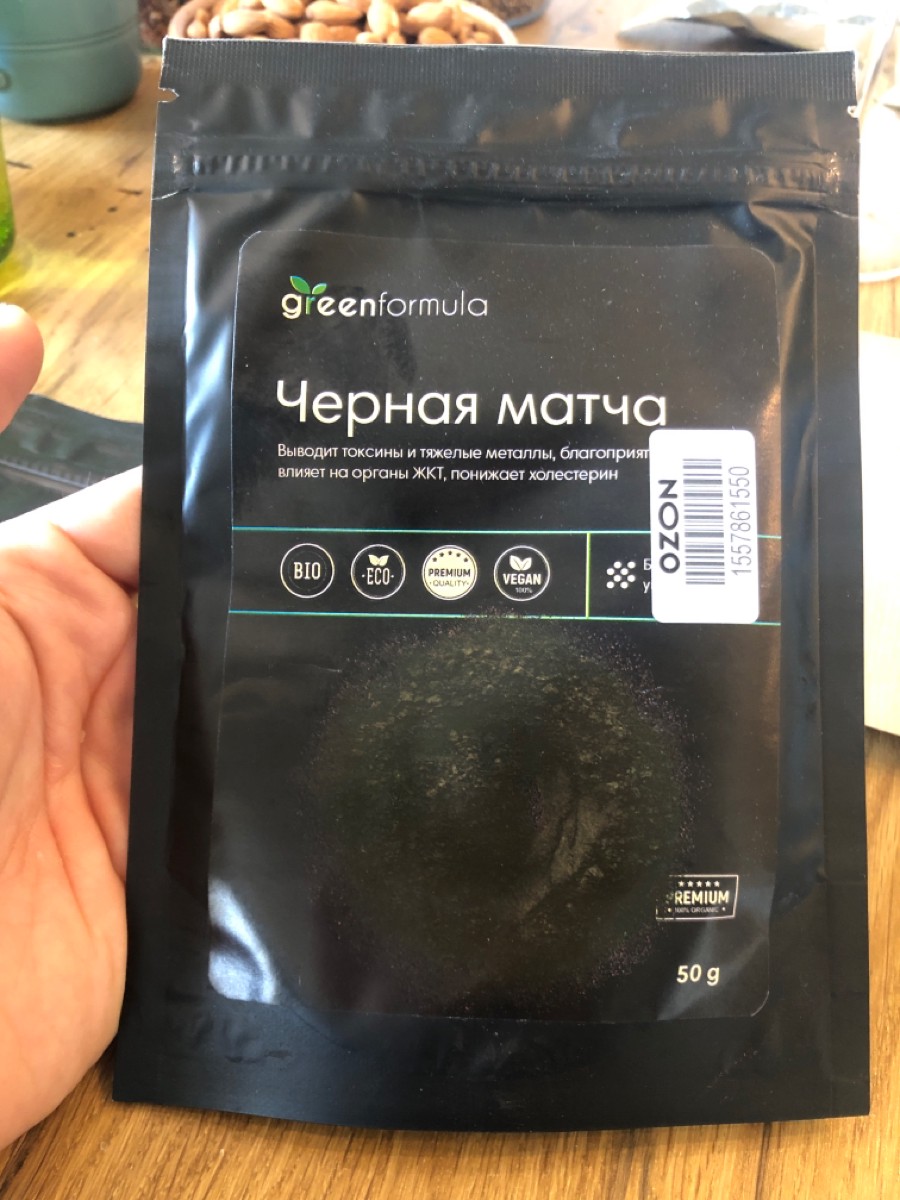 greenformula
Черная матча
Выводит токсины и тяжелые металлы,
влияет на органы ЖКТ, понижает холестерин
OZON
1557861550
BIO
ECO
PREMIUM
QUALITY
VEGAN
100%
PREMIUM
100% ORGANIC
50 g